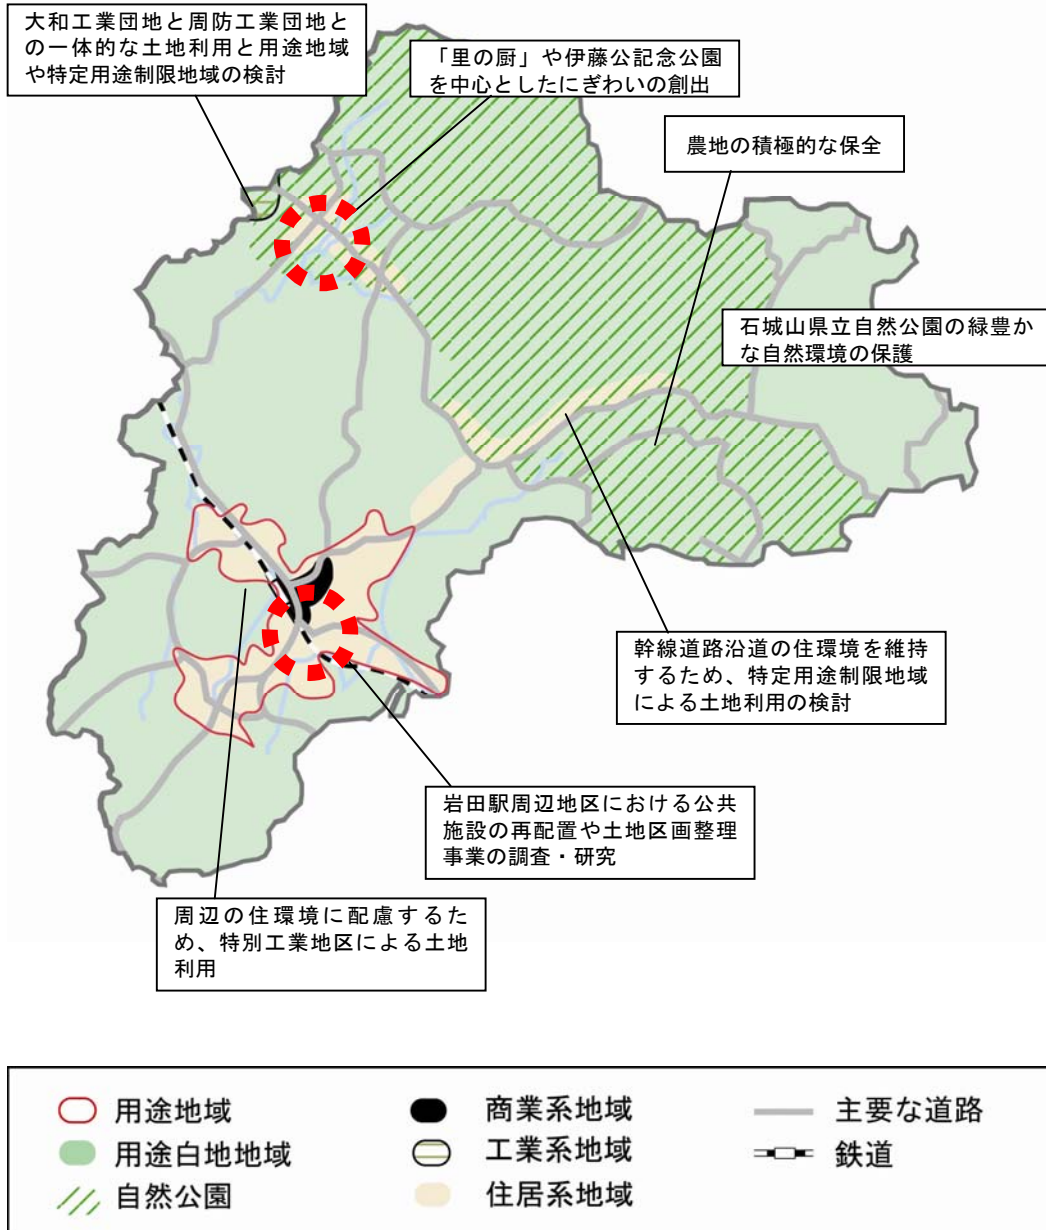 大和工業団地と周防工業団地と
の一体的な土地利用と用途地域
や特定用途制限地域の検討
「里の厨」や伊藤公記念公園
を中心としたにぎわいの創出
農地の積極的な保全
石城山県立自然公園の緑豊か
な自然環境の保護
幹線道路沿道の住環境を維持
するため、特定用途制限地域
による土地利用の検討
岩田駅周辺地区における公共
施設の再配置や土地区画整理
事業の調査・研究
周辺の住環境に配慮するた
め、特別工業地区による土地
利用
用途地域
商業系地域
主要な道路
用途白地地域
工業系地域
鉄道
自然公園
住居系地域